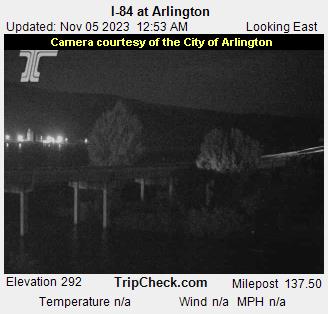 I-84 at Arlington
Updated: Nov 05 2023 12:53 AM Looking East
Camera courtesy of the City of Arlington
Elevation 292 TripCheck.com Milepost 137.50
Temperature n/a Wind n/a MPH n/a